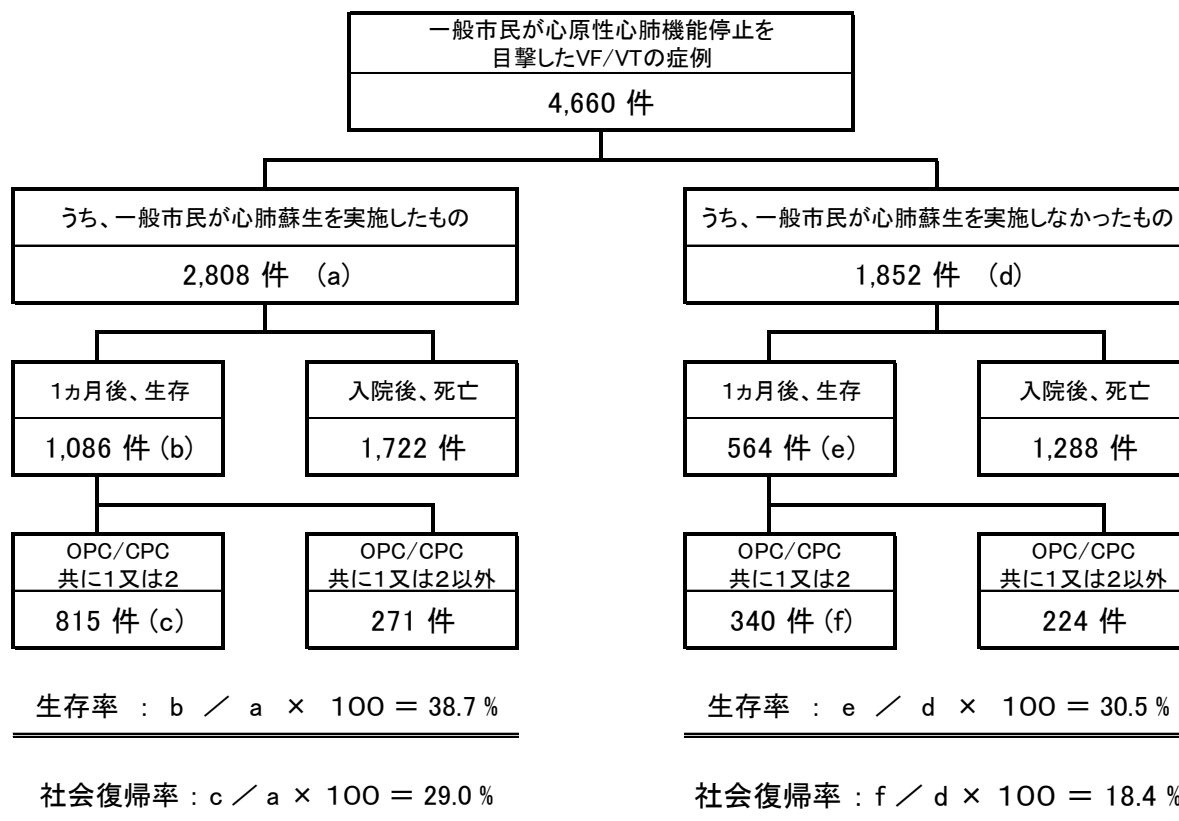 一般市民が心原性心肺機能停止を
目撃したVF/VTの症例
4,660 件
うち、一般市民が心肺蘇生を実施したもの
2,808 件 (a)
うち、一般市民が心肺蘇生を実施しなかったもの
1,852 件 (d)
1ヵ月後、生存
1,086 件 (b)
入院後、死亡
1,722 件
1ヵ月後、生存
564 件 (e)
入院後、死亡
1,288 件
OPC/CPC
共に1又は2
815 件 (c)
OPC/CPC
共に1又は2以外
271 件
OPC/CPC
共に1又は2
340 件 (f)
OPC/CPC
共に1又は2以外
224 件
生存率 : b / a × 100 = 38.7 %
生存率 : e / d × 100 = 30.5 %
社会復帰率 : c / a × 100 = 29.0 %
社会復帰率 : f / d × 100 = 18.4 %